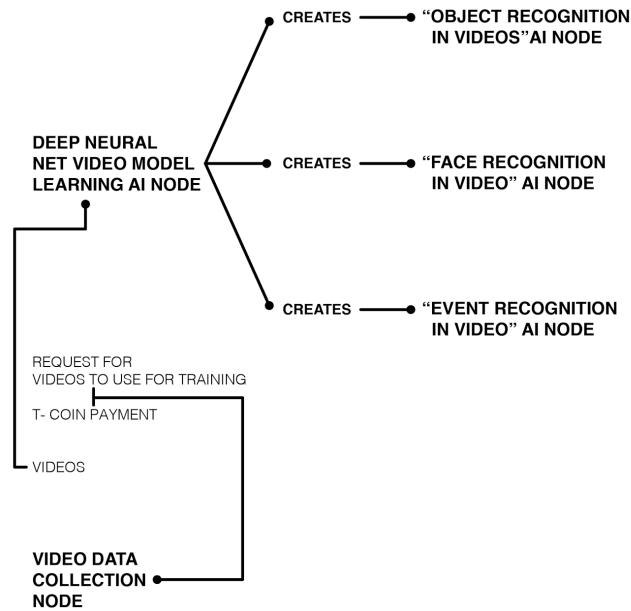 CREATES
“OBJECT RECOGNITION
IN VIDEOS”AI NODE
DEEP NEURAL
NET VIDEO MODEL
LEARNING AI NODE
CREATES
“FACE RECOGNITION
IN VIDEO” AI NODE
CREATES
“EVENT RECOGNITION
IN VIDEO” AI NODE
REQUEST FOR
VIDEOS TO USE FOR TRAINING
T- COIN PAYMENT
VIDEOS
VIDEO DATA
COLLECTION
NODE